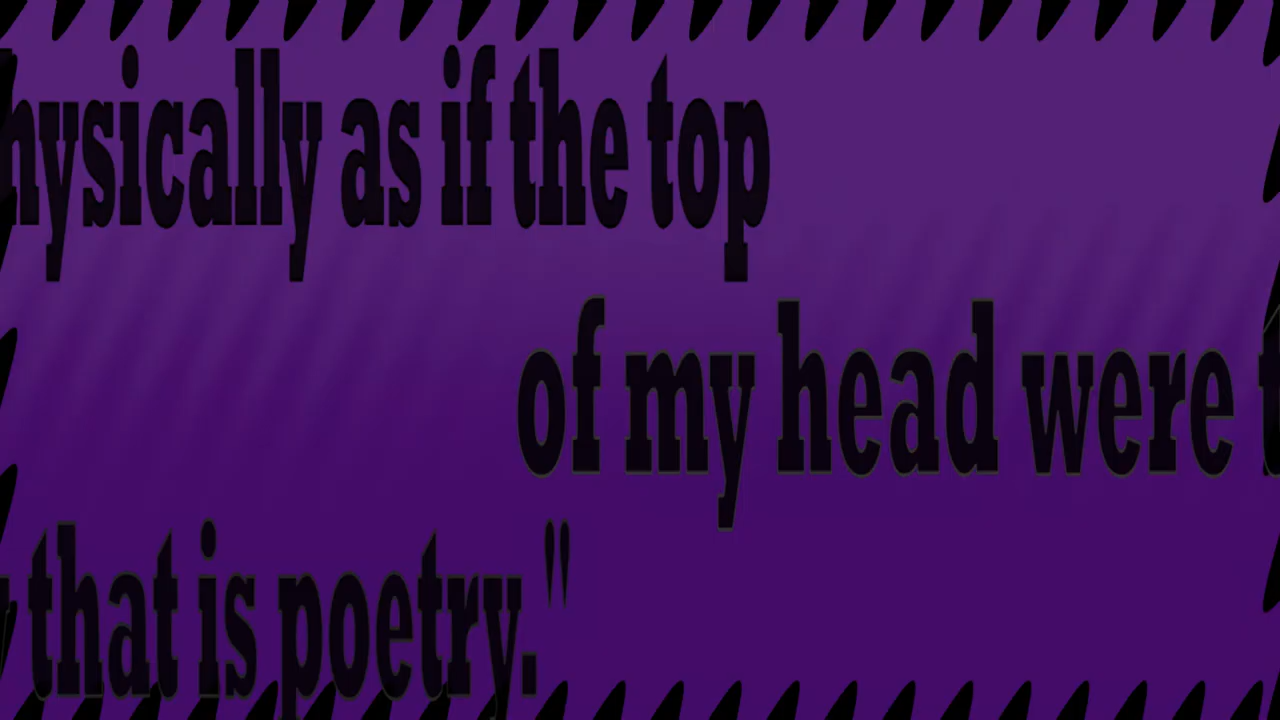 hysically as if the top
of my head were t
that is poetry."